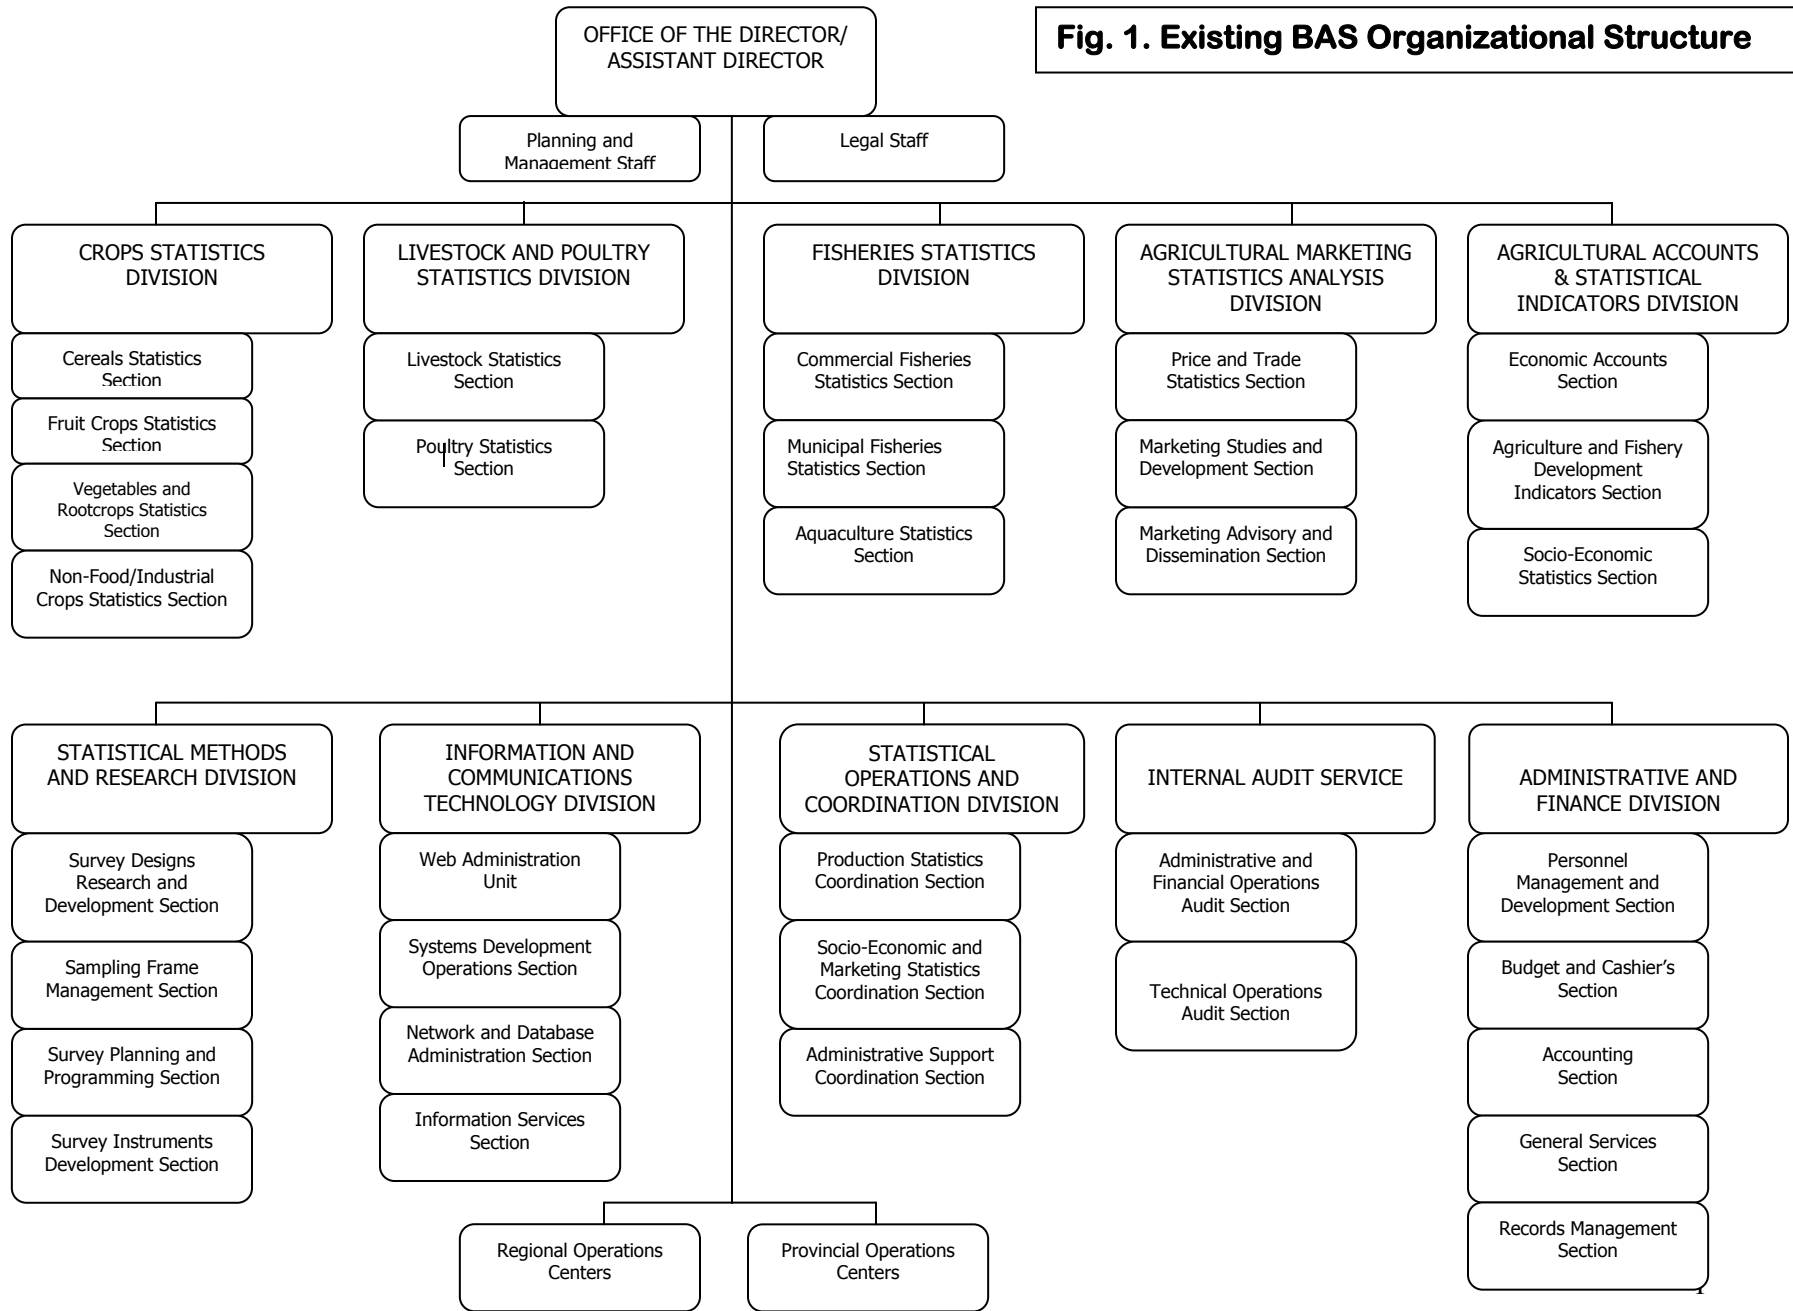 OFFICE OF THE DIRECTOR/
ASSISTANT DIRECTOR
Fig. 1. Existing BAS Organizational Structure
Planning and
Management Staff
Legal Staff
CROPS STATISTICS
DIVISION
LIVESTOCK AND POULTRY
STATISTICS DIVISION
FISHERIES STATISTICS
DIVISION
AGRICULTURAL MARKETING
STATISTICS ANALYSIS
DIVISION
AGRICULTURAL ACCOUNTS
& STATISTICAL
INDICATORS DIVISION
Cereals Statistics
Section
Fruit Crops Statistics
Section
Vegetables and
Rootcrops Statistics
Section
Non-Food/Industrial
Crops Statistics Section
Livestock Statistics
Section
Poultry Statistics
Section
Commercial Fisheries
Statistics Section
Municipal Fisheries
Statistics Section
Aquaculture Statistics
Section
Price and Trade
Statistics Section
Marketing Studies and
Development Section
Marketing Advisory and
Dissemination Section
Economic Accounts
Section
Agriculture and Fishery
Development
Indicators Section
Socio-Economic
Statistics Section
STATISTICAL METHODS
AND RESEARCH DIVISION
INFORMATION AND
COMMUNICATIONS
TECHNOLOGY DIVISION
STATISTICAL
OPERATIONS AND
COORDINATION DIVISION
INTERNAL AUDIT SERVICE
ADMINISTRATIVE AND
FINANCE DIVISION
Survey Designs
Research and
Development Section
Sampling Frame
Management Section
Survey Planning and
Programming Section
Survey Instruments
Development Section
Web Administration
Unit
Systems Development
Operations Section
Network and Database
Administration Section
Information Services
Section
Production Statistics
Coordination Section
Socio-Economic and
Marketing Statistics
Coordination Section
Administrative Support
Coordination Section
Administrative and
Financial Operations
Audit Section
Technical Operations
Audit Section
Personnel
Management and
Development Section
Budget and Cashier's
Section
Accounting
Section
General Services
Section
Records Management
Section
Regional Operations
Centers
Provincial Operations
Centers